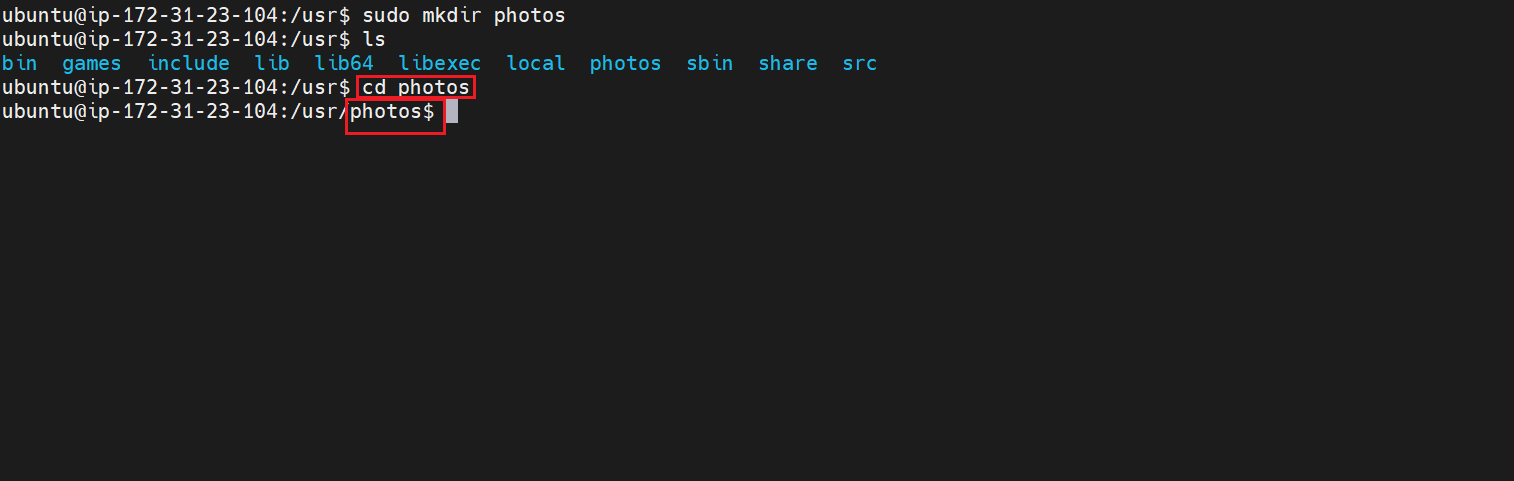 ubuntu@ip-172-31-23-104:/usr$ sudo mkdir photos
ubuntu@ip-172-31-23-104:/usr$ ls
bin  games  include  lib  lib64  libexec  local  photos  sbin  share  src
ubuntu@ip-172-31-23-104:/usr$ cd photos
ubuntu@ip-172-31-23-104:/usr/photos$